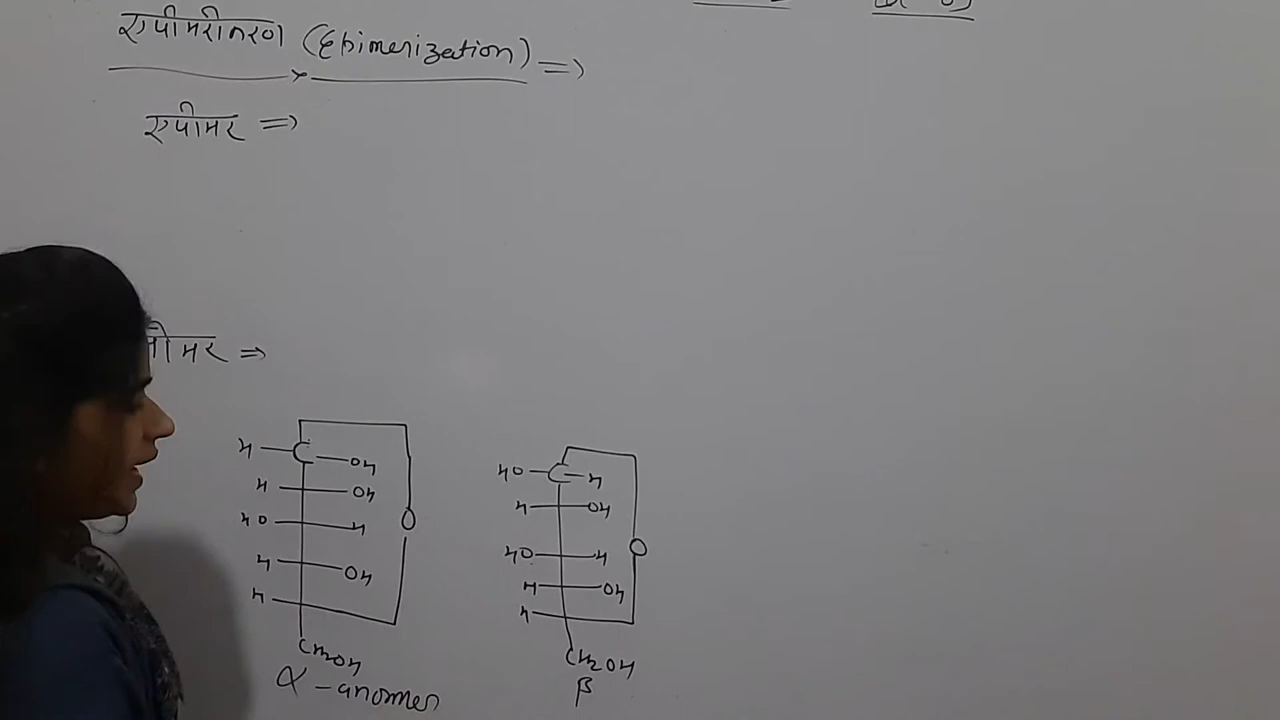 एपीमरीकरण (Epimerization) =>
एपीमर =>
नोमर =>
H C OH
H OH
HO H
H OH
H
O
CH2OH
α - anomer
HO C H
H OH
HO H
H OH
H
O
CH2OH
β